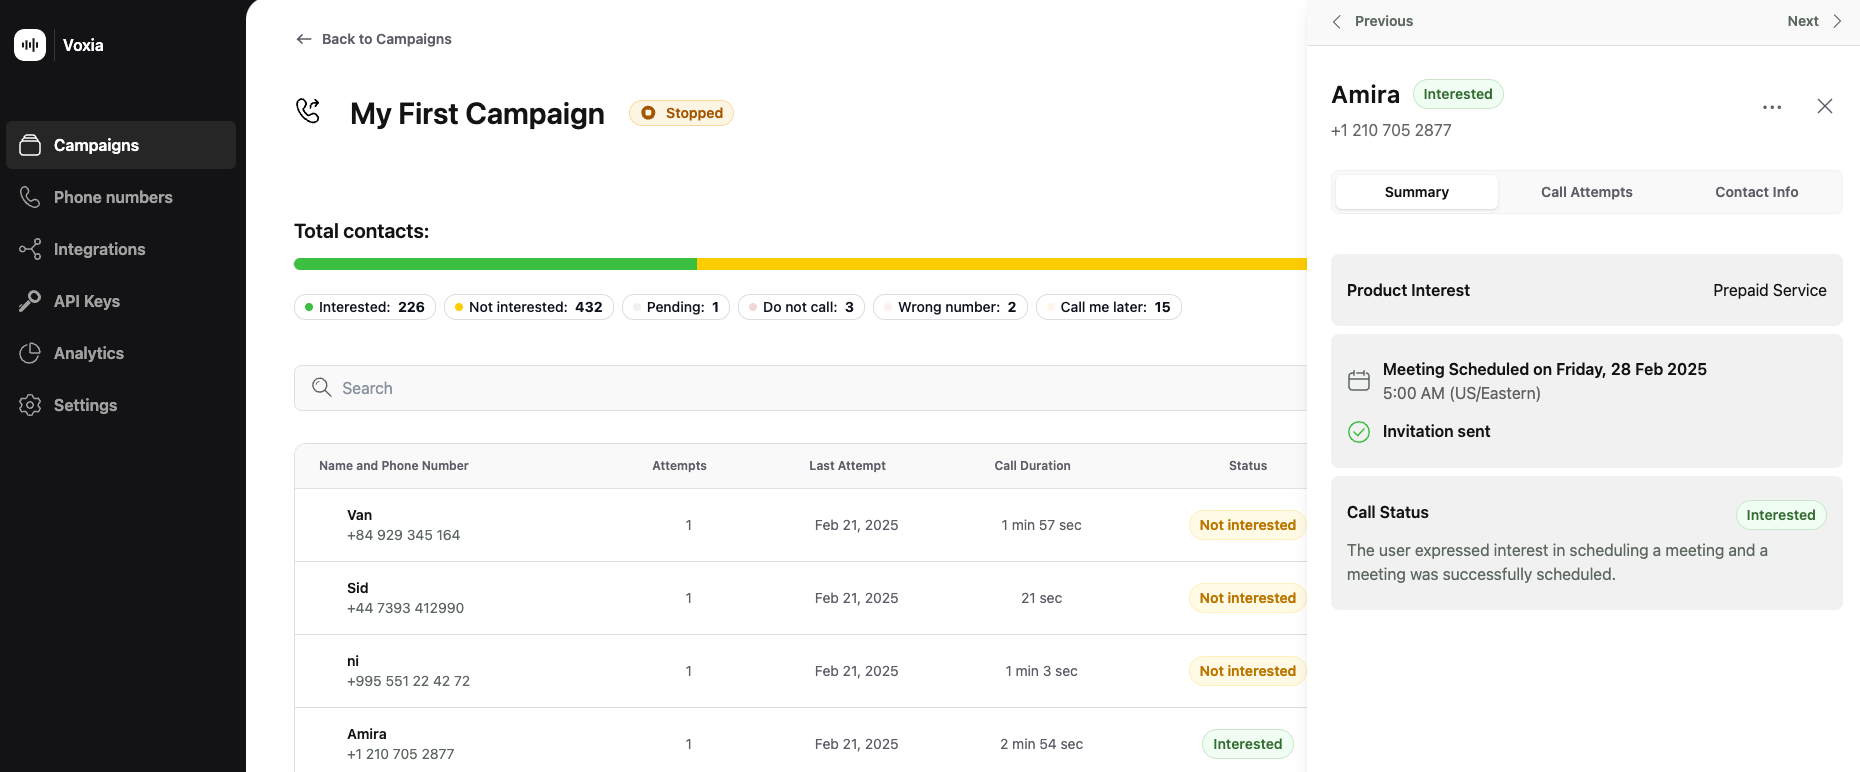 Voxia
Campaigns
Phone numbers
Integrations
API Keys
Analytics
Settings
Back to Campaigns
My First Campaign
Stopped
Total contacts:
Interested: 226
Not interested: 432
Pending: 1
Do not call: 3
Wrong number: 2
Call me later: 15
Search
Name and Phone Number Attempts Last Attempt Call Duration Status
Van
+84 929 345 164
1 Feb 21, 2025 1 min 57 sec Not interested
Sid
+44 7393 412990
1 Feb 21, 2025 21 sec Not interested
ni
+995 551 22 42 72
1 Feb 21, 2025 1 min 3 sec Not interested
Amira
+1 210 705 2877
1 Feb 21, 2025 2 min 54 sec Interested
Previous Next
Amira Interested
+1 210 705 2877
Summary Call Attempts Contact Info
Product Interest Prepaid Service
Meeting Scheduled on Friday, 28 Feb 2025
5:00 AM (US/Eastern)
Invitation sent
Call Status Interested
The user expressed interest in scheduling a meeting and a
meeting was successfully scheduled.